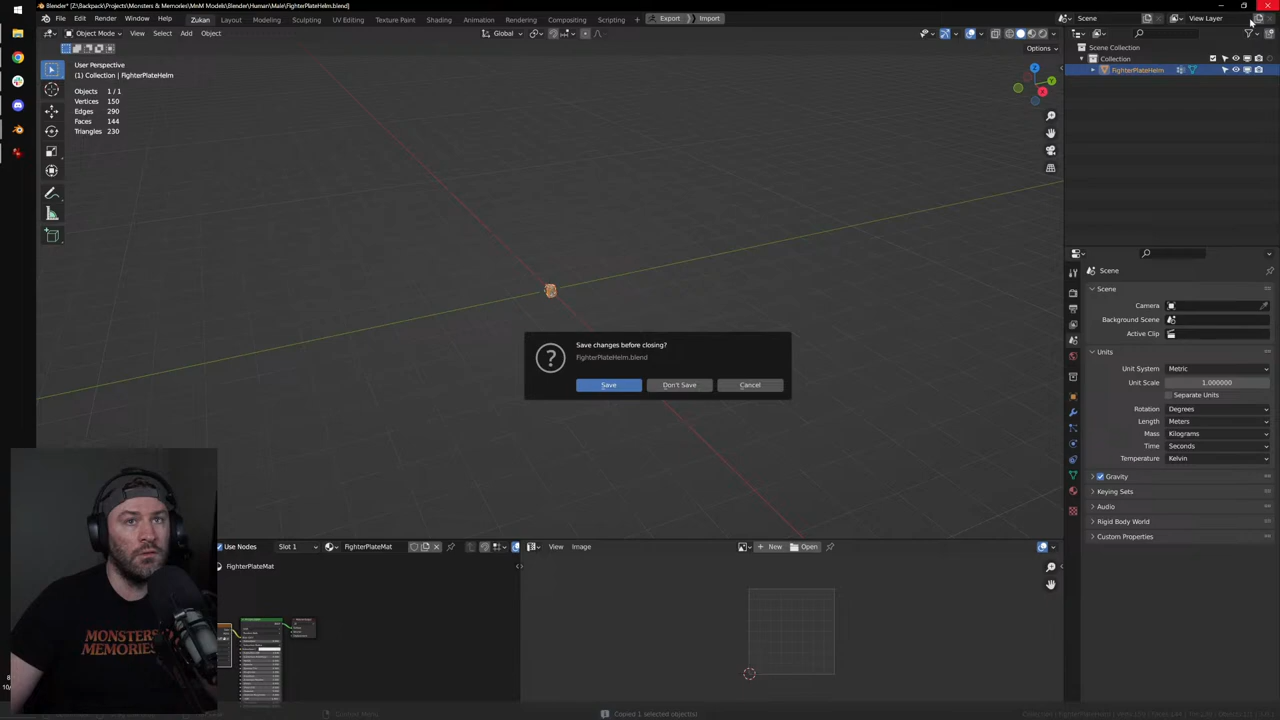 Blender* [Z:\Backpack\Projects\Monsters & Memories\MnM Models\Blender\Human\Male\FighterPlateHelm.blend]
File Edit Render Window Help Zukan Layout Modeling Sculpting UV Editing Texture Paint Shading Animation Rendering Compositing Scripting Export Import Scene View Layer
Object Mode View Select Add Object Global
Options
User Perspective
(1) Collection | FighterPlateHelm
Objects 1 / 1
Vertices 150
Edges 290
Faces 144
Triangles 230
Z
Y
X
Scene Collection
Collection
FighterPlateHelm
Save changes before closing?
FighterPlateHelm.blend
Save Don't Save Cancel
Scene
Scene
Camera
Background Scene
Active Clip
Units
Unit System Metric
Unit Scale 1.000000
Separate Units
Rotation Degrees
Length Meters
Mass Kilograms
Time Seconds
Temperature Kelvin
Gravity
Keying Sets
Audio
Rigid Body World
Custom Properties
Use Nodes Slot 1 FighterPlateMat
FighterPlateMat
View Image New Open
MONSTERS
MEMORIES
Copied 1 selected object(s)